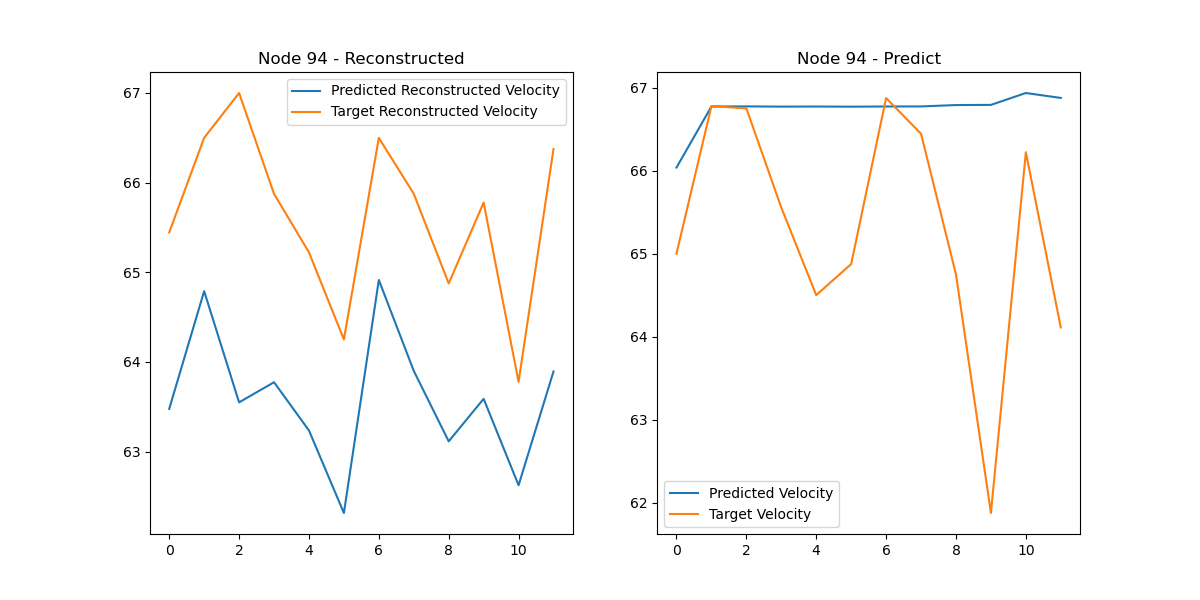 Node 94 - Reconstructed
Predicted Reconstructed Velocity
Target Reconstructed Velocity
67
66
65
64
63
0 2 4 6 8 10
Node 94 - Predict
67
66
65
64
63
62
Predicted Velocity
Target Velocity
0 2 4 6 8 10